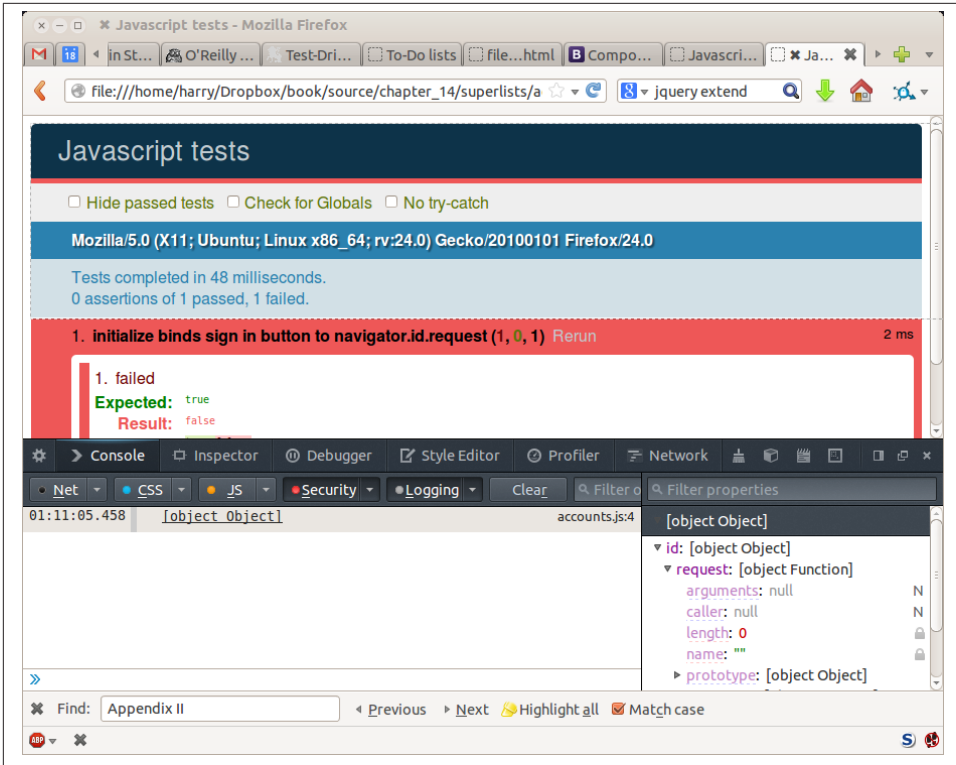 ✖ Javascript tests - Mozilla Firefox
18 in St... O'Reilly ... Test-Dri... To-Do lists file...html B Compo... Javascri... ✖ Ja...
file:///home/harry/Dropbox/book/source/chapter_14/superlists/a 8 jquery extend
Javascript tests
Hide passed tests Check for Globals No try-catch
Mozilla/5.0 (X11; Ubuntu; Linux x86_64; rv:24.0) Gecko/20100101 Firefox/24.0
Tests completed in 48 milliseconds.
0 assertions of 1 passed, 1 failed.
1. initialize binds sign in button to navigator.id.request (1, 0, 1) Rerun 2 ms
1. failed
Expected: true
Result: false
Console Inspector Debugger Style Editor Profiler Network
Net CSS JS Security Logging Clear Filter o Filter properties
01:11:05.458 [object Object] accounts.js:4
[object Object]
id: [object Object]
request: [object Function]
arguments: null N
caller: null N
length: 0
name: ""
prototype: [object Object]
Find: Appendix II Previous Next Highlight all Match case
ABP S